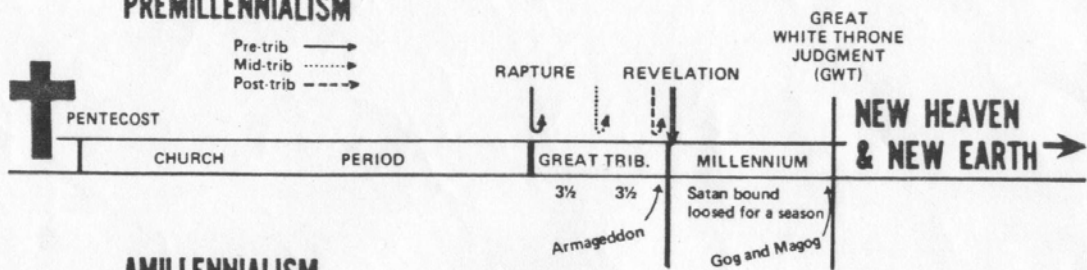 PREMILLENNIALISM
Pre-trib
Mid-trib
Post-trib
PENTECOST
RAPTURE
REVELATION
GREAT
WHITE THRONE
JUDGMENT
(GWT)
NEW HEAVEN
& NEW EARTH
CHURCH PERIOD
GREAT TRIB.
MILLENNIUM
3½ 3½
Armageddon
Satan bound
loosed for a season
Gog and Magog
AMILLENNIALISM